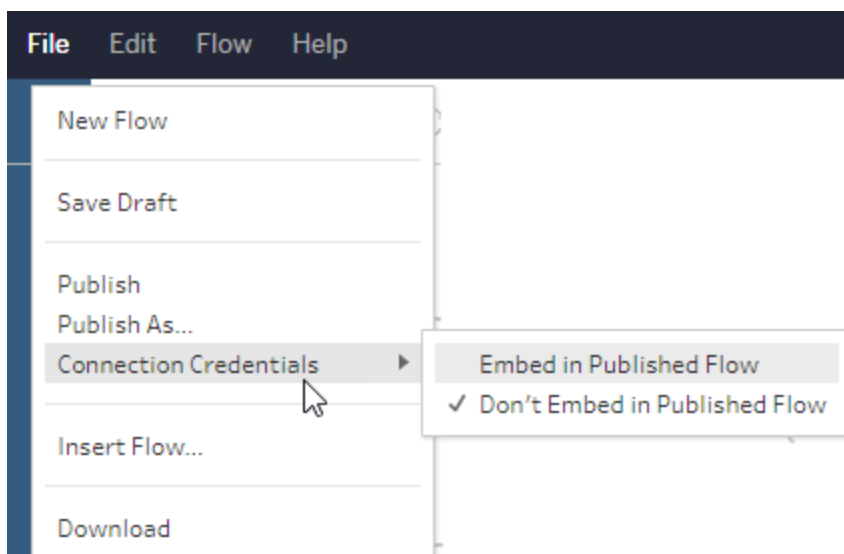 File Edit Flow Help
New Flow
Save Draft
Publish
Publish As...
Connection Credentials
Embed in Published Flow
Don't Embed in Published Flow
Insert Flow...
Download